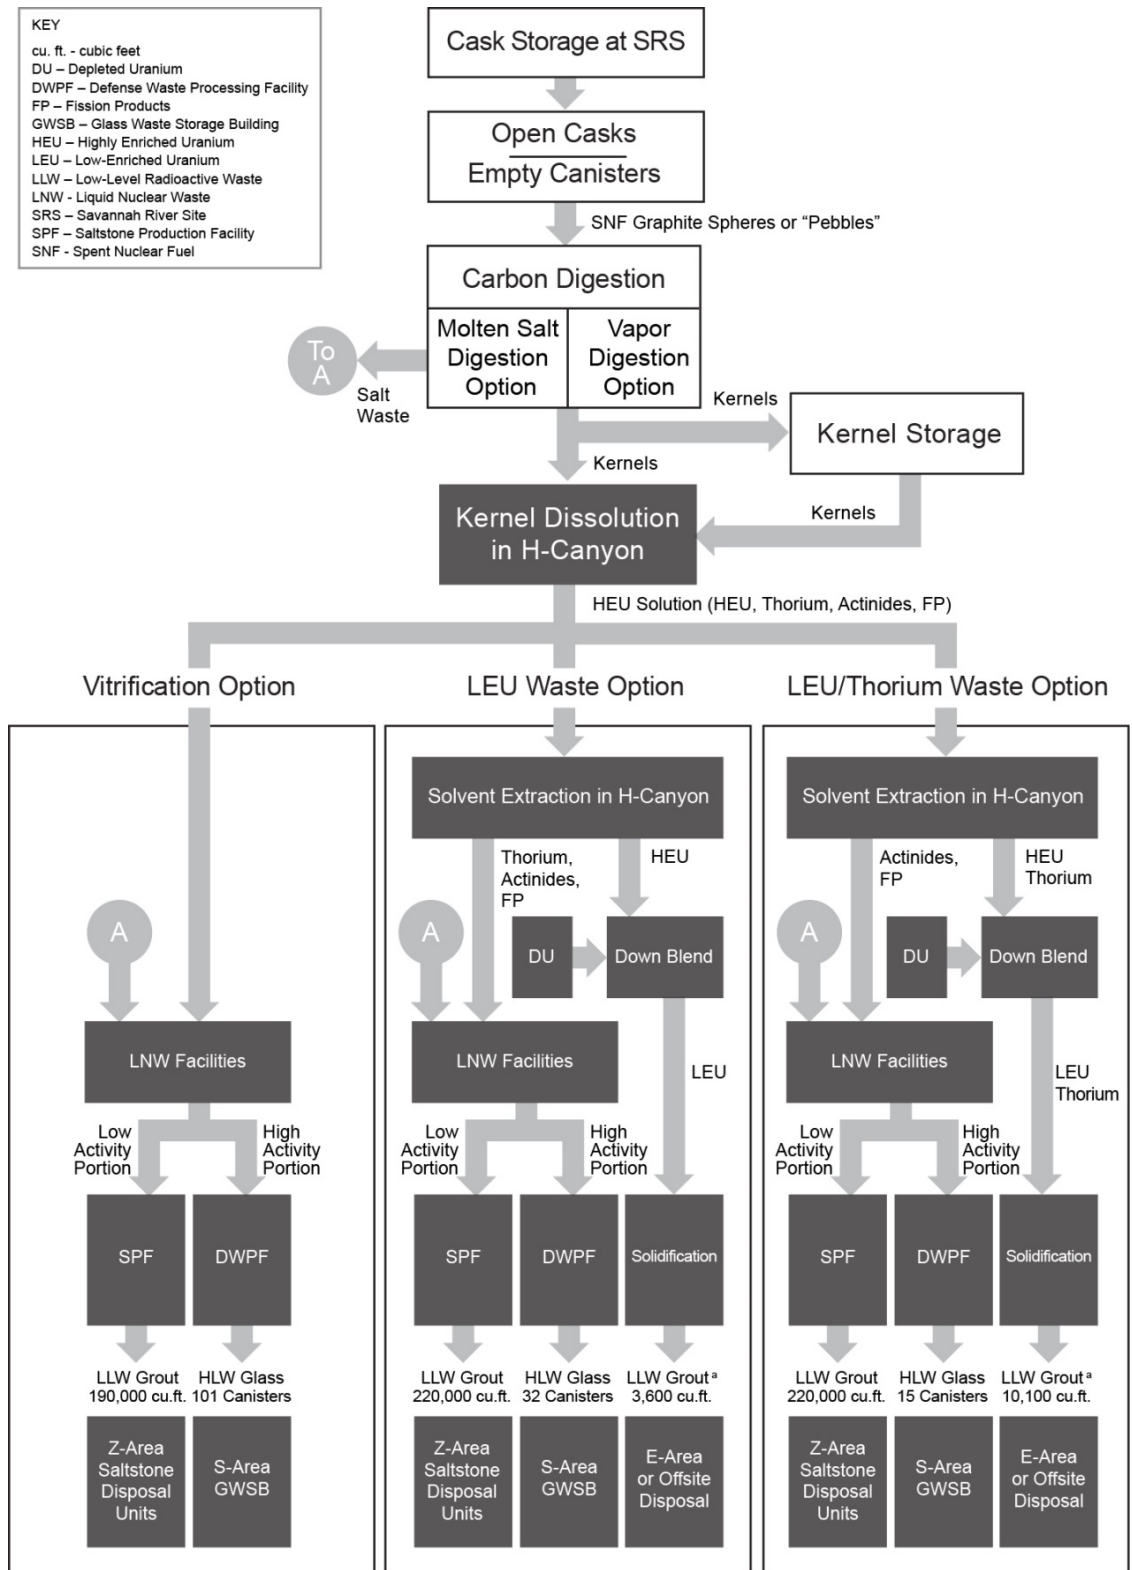 KEY
cu. ft. - cubic feet
DU – Depleted Uranium
DWPF – Defense Waste Processing Facility
FP – Fission Products
GWSB – Glass Waste Storage Building
HEU – Highly Enriched Uranium
LEU – Low-Enriched Uranium
LLW – Low-Level Radioactive Waste
LNW - Liquid Nuclear Waste
SRS – Savannah River Site
SPF – Saltstone Production Facility
SNF - Spent Nuclear Fuel
Cask Storage at SRS
Open Casks
Empty Canisters
SNF Graphite Spheres or “Pebbles”
Carbon Digestion
Molten Salt
Digestion
Option
Vapor
Digestion
Option
To
A
Salt
Waste
Kernels
Kernel Storage
Kernels
Kernels
Kernel Dissolution
in H-Canyon
HEU Solution (HEU, Thorium, Actinides, FP)
Vitrification Option
A
LNW Facilities
Low
Activity
Portion
High
Activity
Portion
SPF
DWPF
LLW Grout
190,000 cu.ft.
HLW Glass
101 Canisters
Z-Area
Saltstone
Disposal
Units
S-Area
GWSB
LEU Waste Option
Solvent Extraction in H-Canyon
Thorium,
Actinides,
FP
HEU
A
DU
Down Blend
LNW Facilities
LEU
Low
Activity
Portion
High
Activity
Portion
SPF
DWPF
Solidification
LLW Grout
220,000 cu.ft.
HLW Glass
32 Canisters
LLW Grout a
3,600 cu.ft.
Z-Area
Saltstone
Disposal
Units
S-Area
GWSB
E-Area
or Offsite
Disposal
LEU/Thorium Waste Option
Solvent Extraction in H-Canyon
Actinides,
FP
HEU
Thorium
A
DU
Down Blend
LNW Facilities
LEU
Thorium
Low
Activity
Portion
High
Activity
Portion
SPF
DWPF
Solidification
LLW Grout
220,000 cu.ft.
HLW Glass
15 Canisters
LLW Grout a
10,100 cu.ft.
Z-Area
Saltstone
Disposal
Units
S-Area
GWSB
E-Area
or Offsite
Disposal